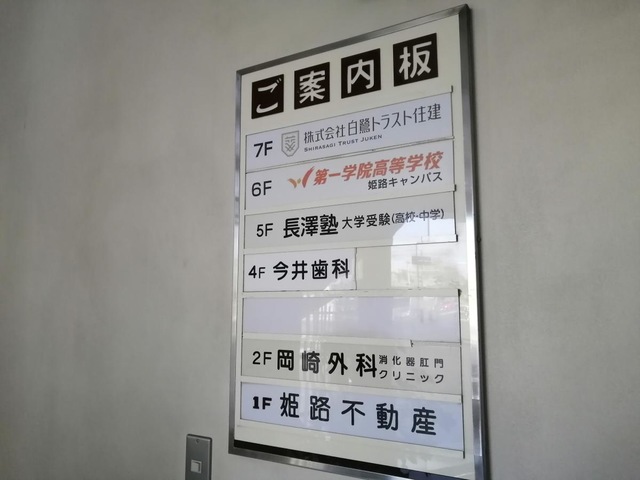 ご案内板
7F 株式会社白鷺トラスト住建
SHIRASAGI TRUST JUKEN
6F 第一学院高等学校
姫路キャンパス
5F 長澤塾 大学受験(高校・中学)
4F 今井歯科
2F 岡崎外科 消化器肛門
クリニック
1F 姫路不動産